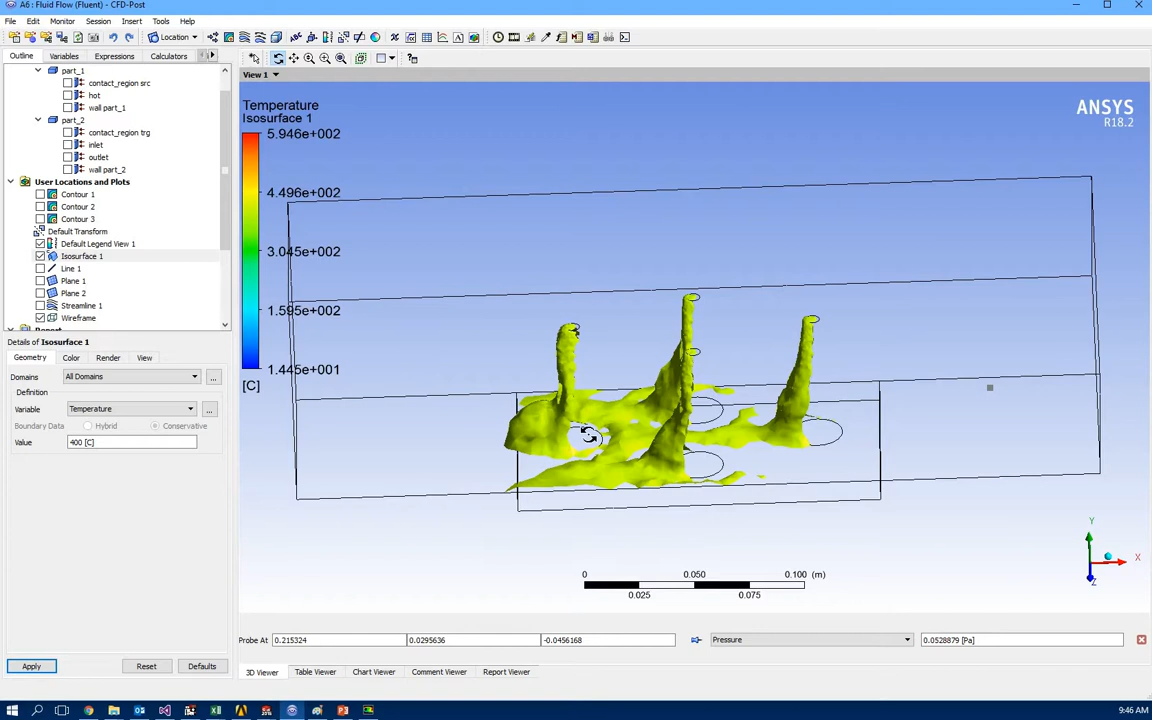 A6 : Fluid Flow (Fluent) - CFD-Post
File Edit Monitor Session Insert Tools Help
Location
Outline Variables Expressions Calculators
View 1
part_1
contact_region src
hot
wall part_1
part_2
contact_region trg
inlet
outlet
wall part_2
User Locations and Plots
Contour 1
Contour 2
Contour 3
Default Transform
Default Legend View 1
Isosurface 1
Line 1
Plane 1
Plane 2
Streamline 1
Wireframe
Report
Details of Isosurface 1
Geometry Color Render View
Domains All Domains ...
Definition
Variable Temperature ...
Boundary Data Hybrid Conservative
Value 400 [C]
Apply Reset Defaults
Temperature
Isosurface 1
5.946e+002
4.496e+002
3.045e+002
1.595e+002
1.445e+001
[C]
ANSYS
R18.2
Y
X
Z
0 0.050 0.100 (m)
0.025 0.075
Probe At 0.215324 0.0295636 -0.0456168 Pressure 0.0528879 [Pa]
3D Viewer Table Viewer Chart Viewer Comment Viewer Report Viewer
9:46 AM